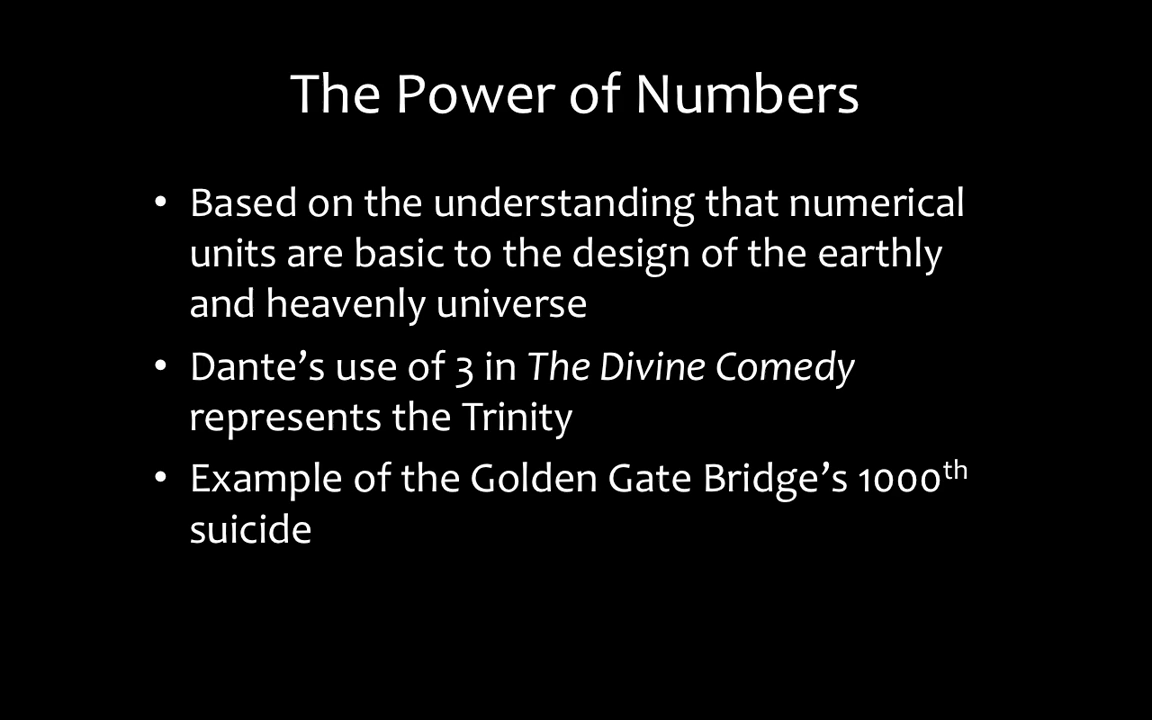 The Power of Numbers
• Based on the understanding that numerical
units are basic to the design of the earthly
and heavenly universe
• Dante’s use of 3 in The Divine Comedy
represents the Trinity
• Example of the Golden Gate Bridge’s 1000th
suicide